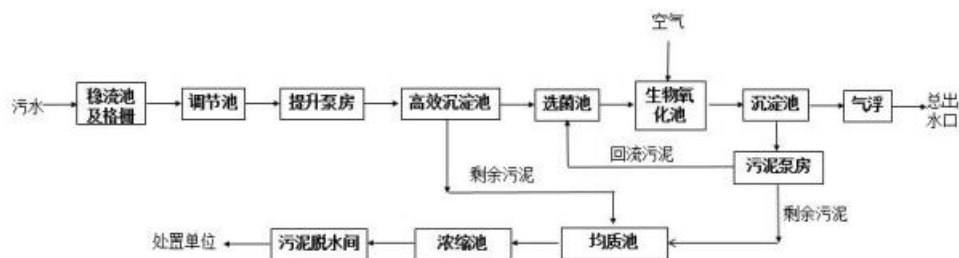 空气
污水
稳流池
及格栅
调节池
提升泵房
高效沉淀池
选菌池
生物氧
化池
沉淀池
气浮
总出
水口
回流污泥
污泥泵房
剩余污泥
剩余污泥
处置单位
污泥脱水间
浓缩池
均质池